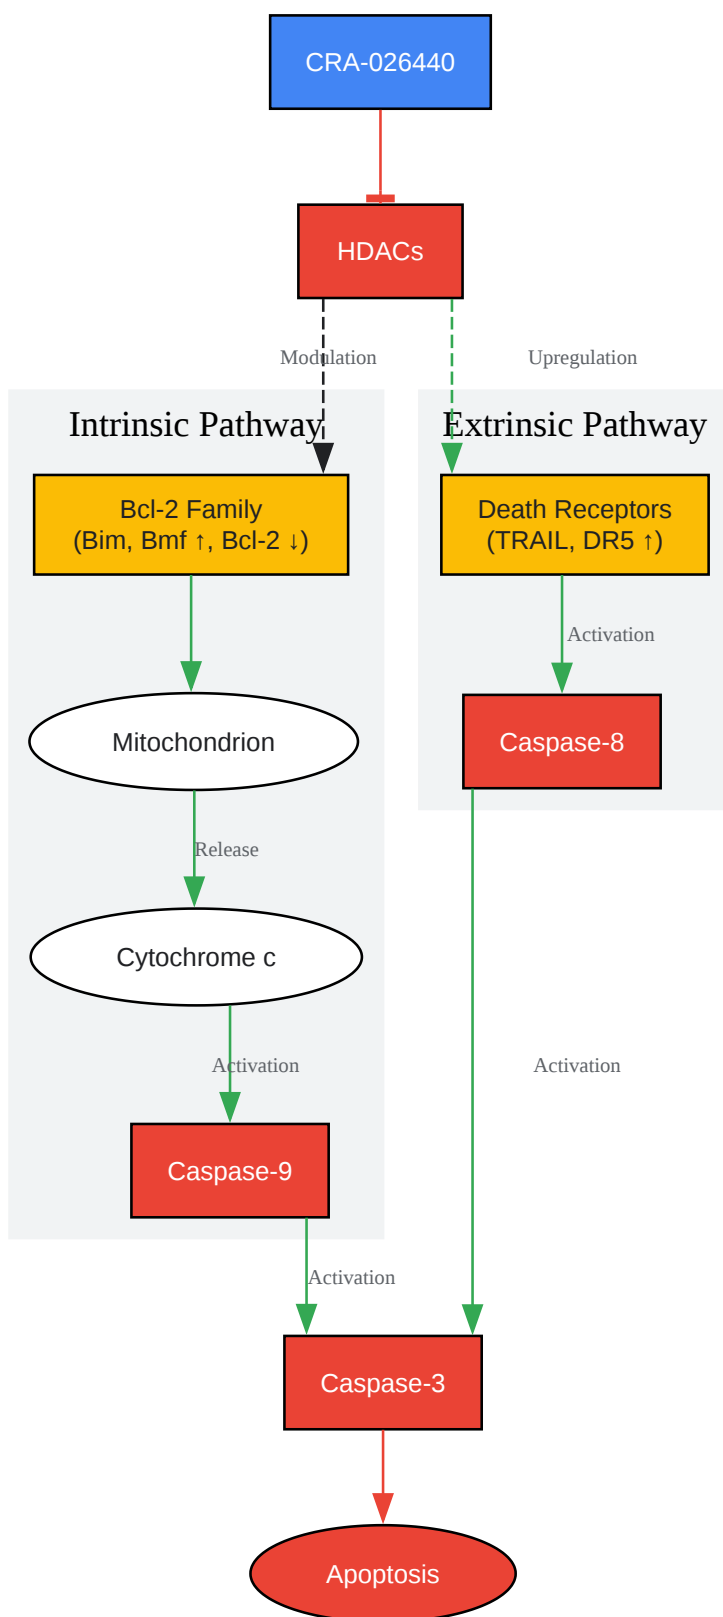 CRA-026440
HDACs
Modulation
Upregulation
Intrinsic Pathway
Extrinsic Pathway
Bcl-2 Family
(Bim, Bmf ↑, Bcl-2 ↓)
Death Receptors
(TRAIL, DR5 ↑)
Activation
Mitochondrion
Caspase-8
Release
Cytochrome c
Activation
Activation
Caspase-9
Activation
Caspase-3
Apoptosis